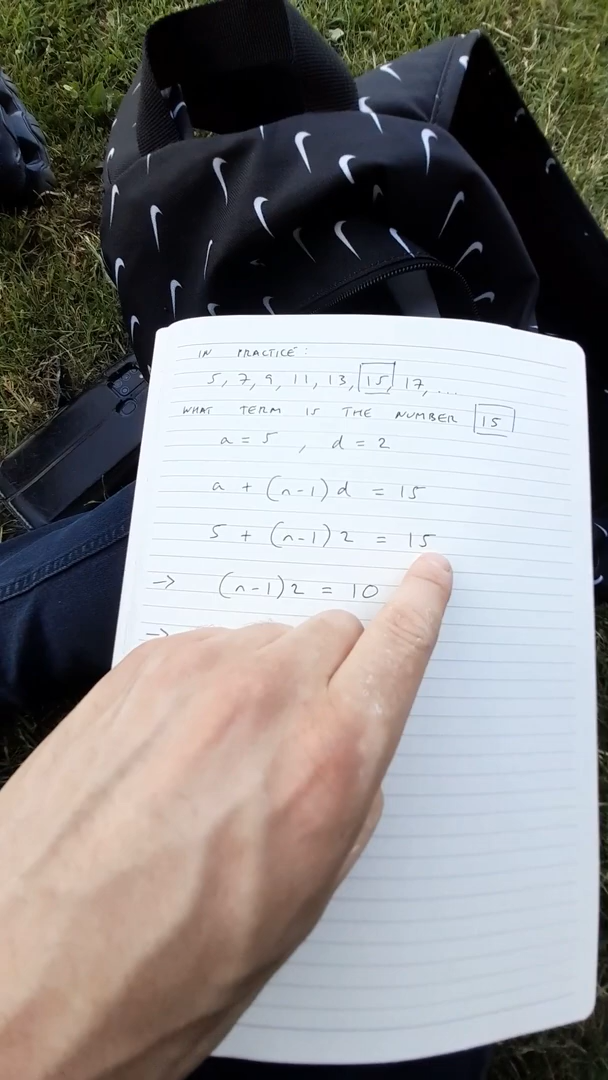 IN PRACTICE:
5, 7, 9, 11, 13, 15, 17, ...
WHAT TERM IS THE NUMBER 15
a = 5 , d = 2
a + (n-1) d = 15
5 + (n-1) 2 = 15
-> (n-1) 2 = 10
->